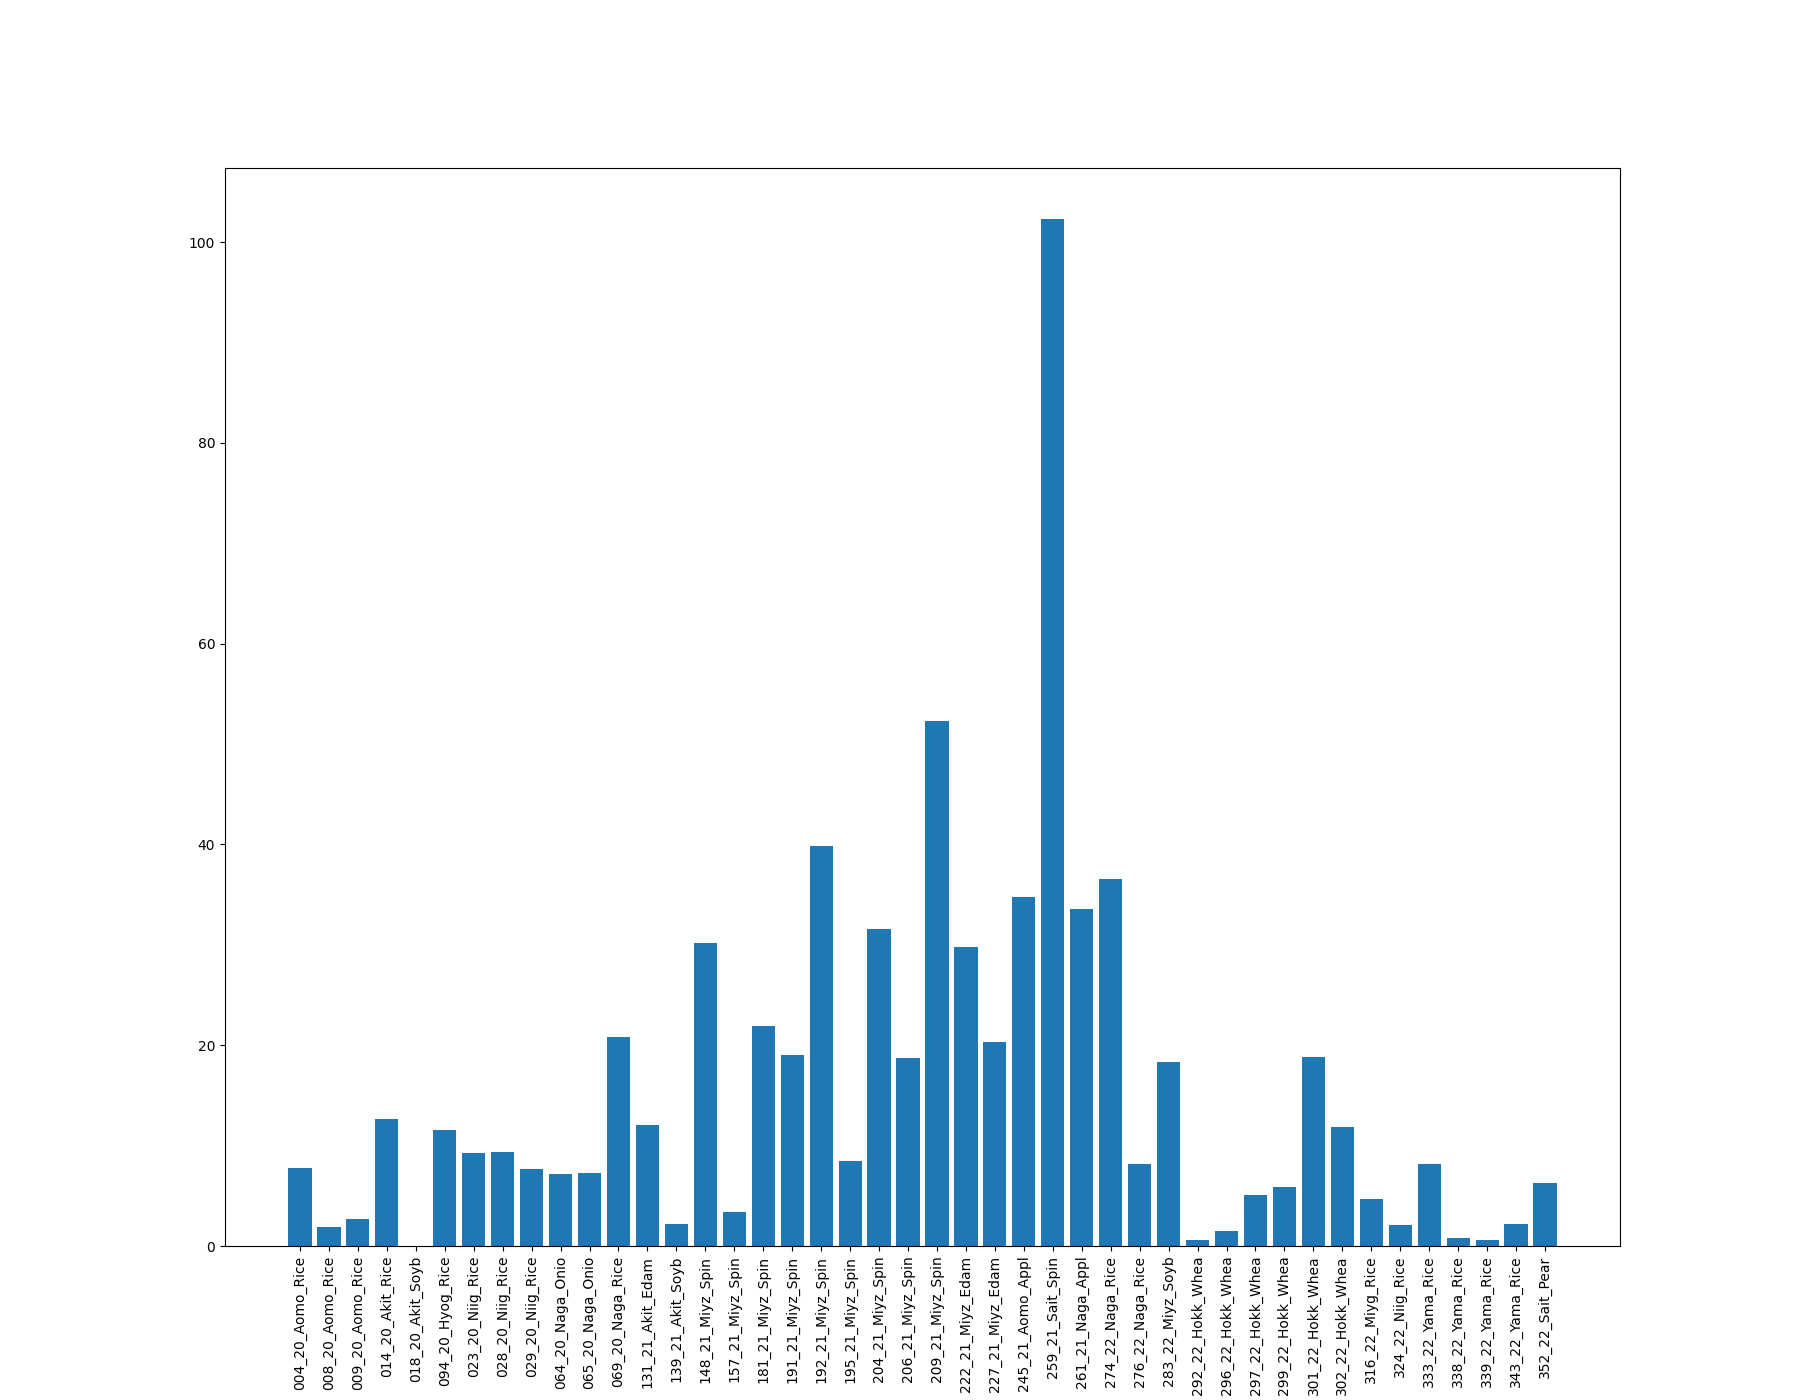 100
80
60
40
20
0
004_20_Aomo_Rice
008_20_Aomo_Rice
009_20_Aomo_Rice
014_20_Akit_Rice
018_20_Akit_Soyb
094_20_Hyog_Rice
023_20_Niig_Rice
028_20_Niig_Rice
029_20_Niig_Rice
064_20_Naga_Onio
065_20_Naga_Onio
069_20_Naga_Rice
131_21_Akit_Edam
139_21_Akit_Soyb
148_21_Miyz_Spin
157_21_Miyz_Spin
181_21_Miyz_Spin
191_21_Miyz_Spin
192_21_Miyz_Spin
195_21_Miyz_Spin
204_21_Miyz_Spin
206_21_Miyz_Spin
209_21_Miyz_Spin
222_21_Miyz_Edam
227_21_Miyz_Edam
245_21_Aomo_Appl
259_21_Sait_Spin
261_21_Naga_Appl
274_22_Naga_Rice
276_22_Naga_Rice
283_22_Miyz_Soyb
292_22_Hokk_Whea
296_22_Hokk_Whea
297_22_Hokk_Whea
299_22_Hokk_Whea
301_22_Hokk_Whea
302_22_Hokk_Whea
316_22_Miyg_Rice
324_22_Niig_Rice
333_22_Yama_Rice
338_22_Yama_Rice
339_22_Yama_Rice
343_22_Yama_Rice
352_22_Sait_Pear